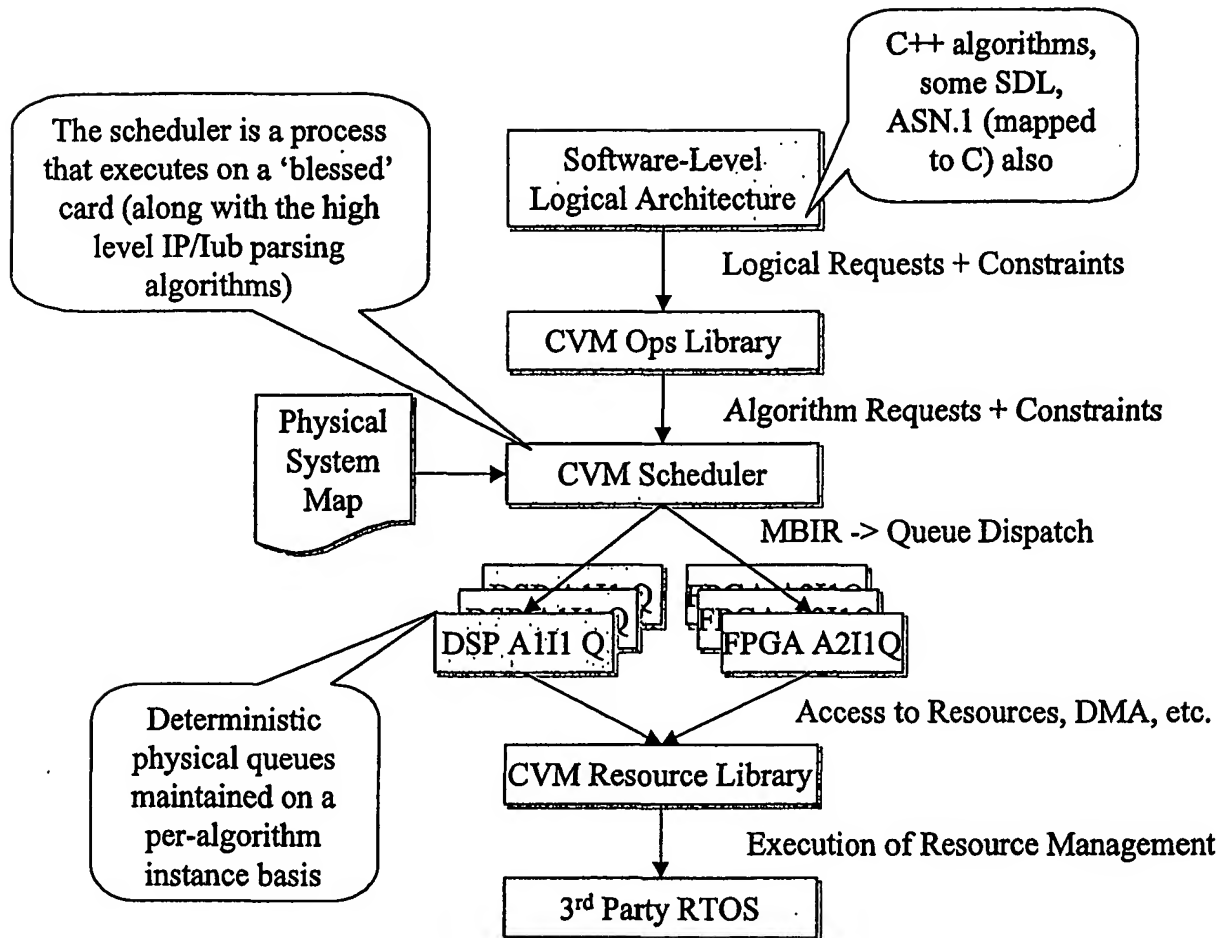 C++ algorithms,
some SDL,
ASN.1 (mapped
to C) also
The scheduler is a process
that executes on a ‘blessed’
card (along with the high
level IP/Iub parsing
algorithms)
Software-Level
Logical Architecture
Logical Requests + Constraints
CVM Ops Library
Algorithm Requests + Constraints
Physical
System
Map
CVM Scheduler
MBIR -> Queue Dispatch
DSP A1I1 Q
FPGA A2I1Q
Deterministic
physical queues
maintained on a
per-algorithm
instance basis
Access to Resources, DMA, etc.
CVM Resource Library
Execution of Resource Management
3rd Party RTOS